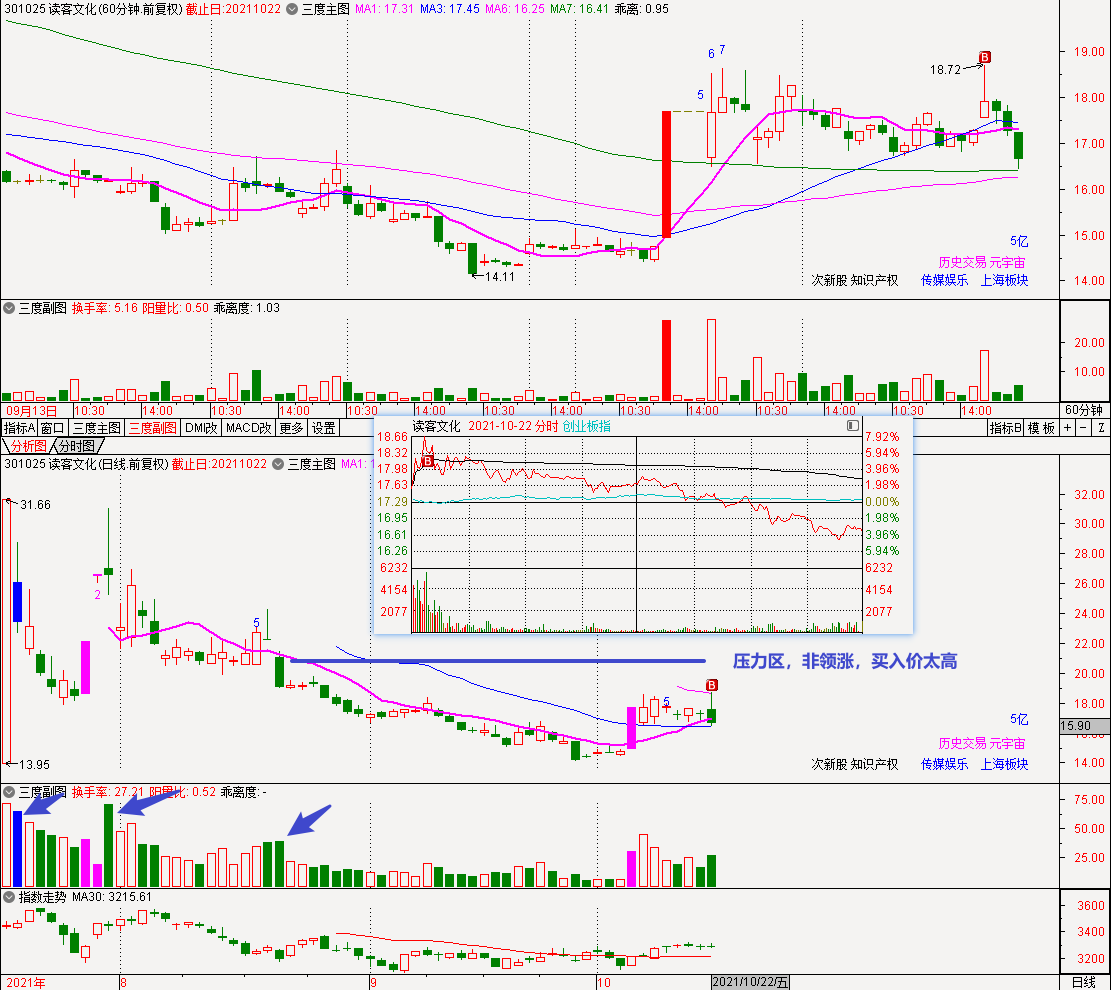 301025 读客文化(60分钟.前复权) 截止日:20211022 三度主图 MA1: 17.31 MA3: 17.45 MA6: 16.25 MA7: 16.41 乖离: 0.95
19.00
18.00
17.00
16.00
15.00
14.00
6 7
5
B
18.72
14.11
5亿
历史交易 元宇宙
次新股 知识产权 传媒娱乐 上海板块
三度副图 换手率: 5.16 阳量比: 0.50 乖离度: 1.03
20.00
10.00
09月13日 10:30 14:00 10:30 14:00 10:30 14:00 10:30 14:00 10:30 14:00 10:30 14:00 10:30 14:00 60分钟
指标A 窗口 三度主图 三度副图 DMI改 MACD改 更多 设置 指标B 模板 + - Z
分析图 分时图
301025 读客文化(日线.前复权) 截止日:20211022 三度主图 MA1:
读客文化 2021-10-22 分时 创业板指
18.66 7.92%
18.32 5.94%
17.98 3.96%
17.63 1.98%
17.29 0.00%
16.95 1.98%
16.61 3.96%
16.26 5.94%
6232 6232
4154 4154
2077 2077
B
32.00
30.00
28.00
26.00
24.00
22.00
20.00
18.00
15.90
14.00
31.66
2
5
压力区，非领涨，买入价太高
B
5
5亿
历史交易 元宇宙
次新股 知识产权 传媒娱乐 上海板块
13.95
三度副图 换手率: 27.21 阳量比: 0.52 乖离度: -
75.00
50.00
25.00
指数走势 MA30: 3215.61
3600
3400
3200
2021年 8 9 10 2021/10/22/五 日线